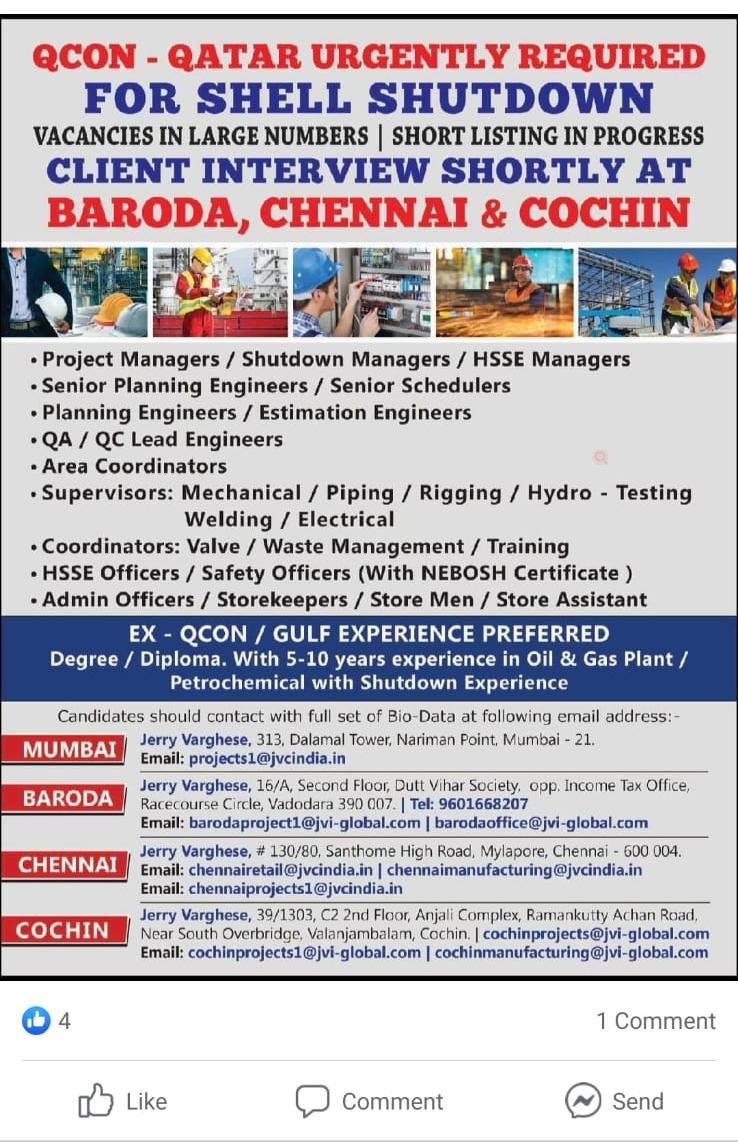 QCON - QATAR URGENTLY REQUIRED
FOR SHELL SHUTDOWN
VACANCIES IN LARGE NUMBERS | SHORT LISTING IN PROGRESS
CLIENT INTERVIEW SHORTLY AT
BARODA, CHENNAI & COCHIN
• Project Managers / Shutdown Managers / HSSE Managers
• Senior Planning Engineers / Senior Schedulers
• Planning Engineers / Estimation Engineers
• QA / QC Lead Engineers
• Area Coordinators
• Supervisors: Mechanical / Piping / Rigging / Hydro - Testing
Welding / Electrical
• Coordinators: Valve / Waste Management / Training
• HSSE Officers / Safety Officers (With NEBOSH Certificate )
• Admin Officers / Storekeepers / Store Men / Store Assistant
EX - QCON / GULF EXPERIENCE PREFERRED
Degree / Diploma. With 5-10 years experience in Oil & Gas Plant /
Petrochemical with Shutdown Experience
Candidates should contact with full set of Bio-Data at following email address:-
MUMBAI
Jerry Varghese, 313, Dalamal Tower, Nariman Point, Mumbai - 21.
Email: projects1@jvcindia.in
BARODA
Jerry Varghese, 16/A, Second Floor, Dutt Vihar Society, opp. Income Tax Office,
Racecourse Circle, Vadodara 390 007. | Tel: 9601668207
Email: barodaproject1@jvi-global.com | barodaoffice@jvi-global.com
CHENNAI
Jerry Varghese, # 130/80, Santhome High Road, Mylapore, Chennai - 600 004.
Email: chennairetail@jvcindia.in | chennaimanufacturing@jvcindia.in
Email: chennaiprojects1@jvcindia.in
COCHIN
Jerry Varghese, 39/1303, C2 2nd Floor, Anjali Complex, Ramankutty Achan Road,
Near South Overbridge, Valanjambalam, Cochin. | cochinprojects@jvi-global.com
Email: cochinprojects1@jvi-global.com | cochinmanufacturing@jvi-global.com
4
1 Comment
Like
Comment
Send